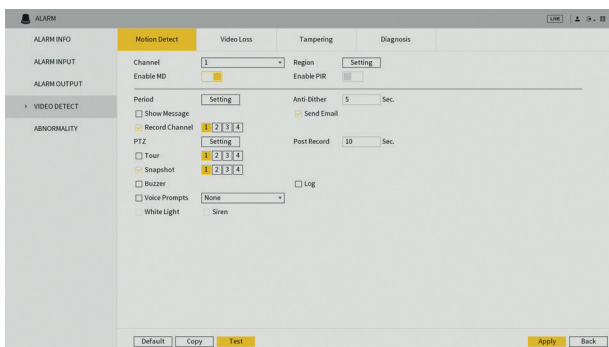 ALARM
LIVE
ALARM INFO
ALARM INPUT
ALARM OUTPUT
VIDEO DETECT
ABNORMALITY
Motion Detect Video Loss Tampering Diagnosis
Channel 1 Region Setting
Enable MD Enable PIR
Period Setting Anti-Dither 5 Sec.
Show Message Send Email
Record Channel 1 2 3 4
PTZ Setting Post Record 10 Sec.
Tour 1 2 3 4
Snapshot 1 2 3 4
Buzzer Log
Voice Prompts None
White Light Siren
Default Copy Test Apply Back